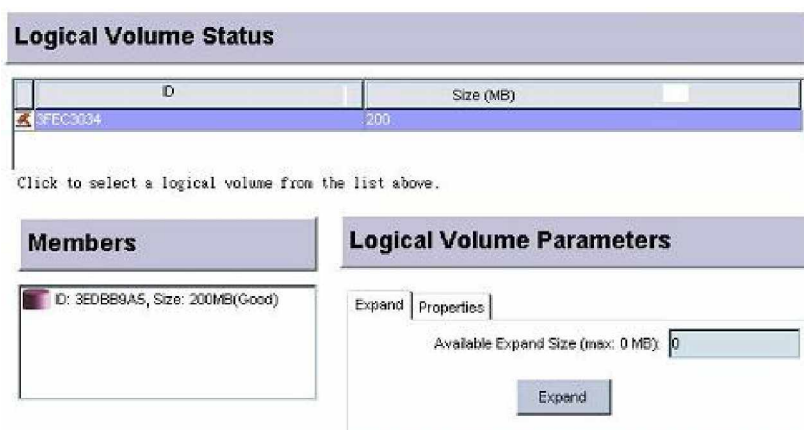 Logical Volume Status
ID Size (MB)
3FEC3034 200
Click to select a logical volume from the list above.
Members
ID: 3EDBB9A5, Size: 200MB(Good)
Logical Volume Parameters
Expand Properties
Available Expand Size (max: 0 MB): 0
Expand